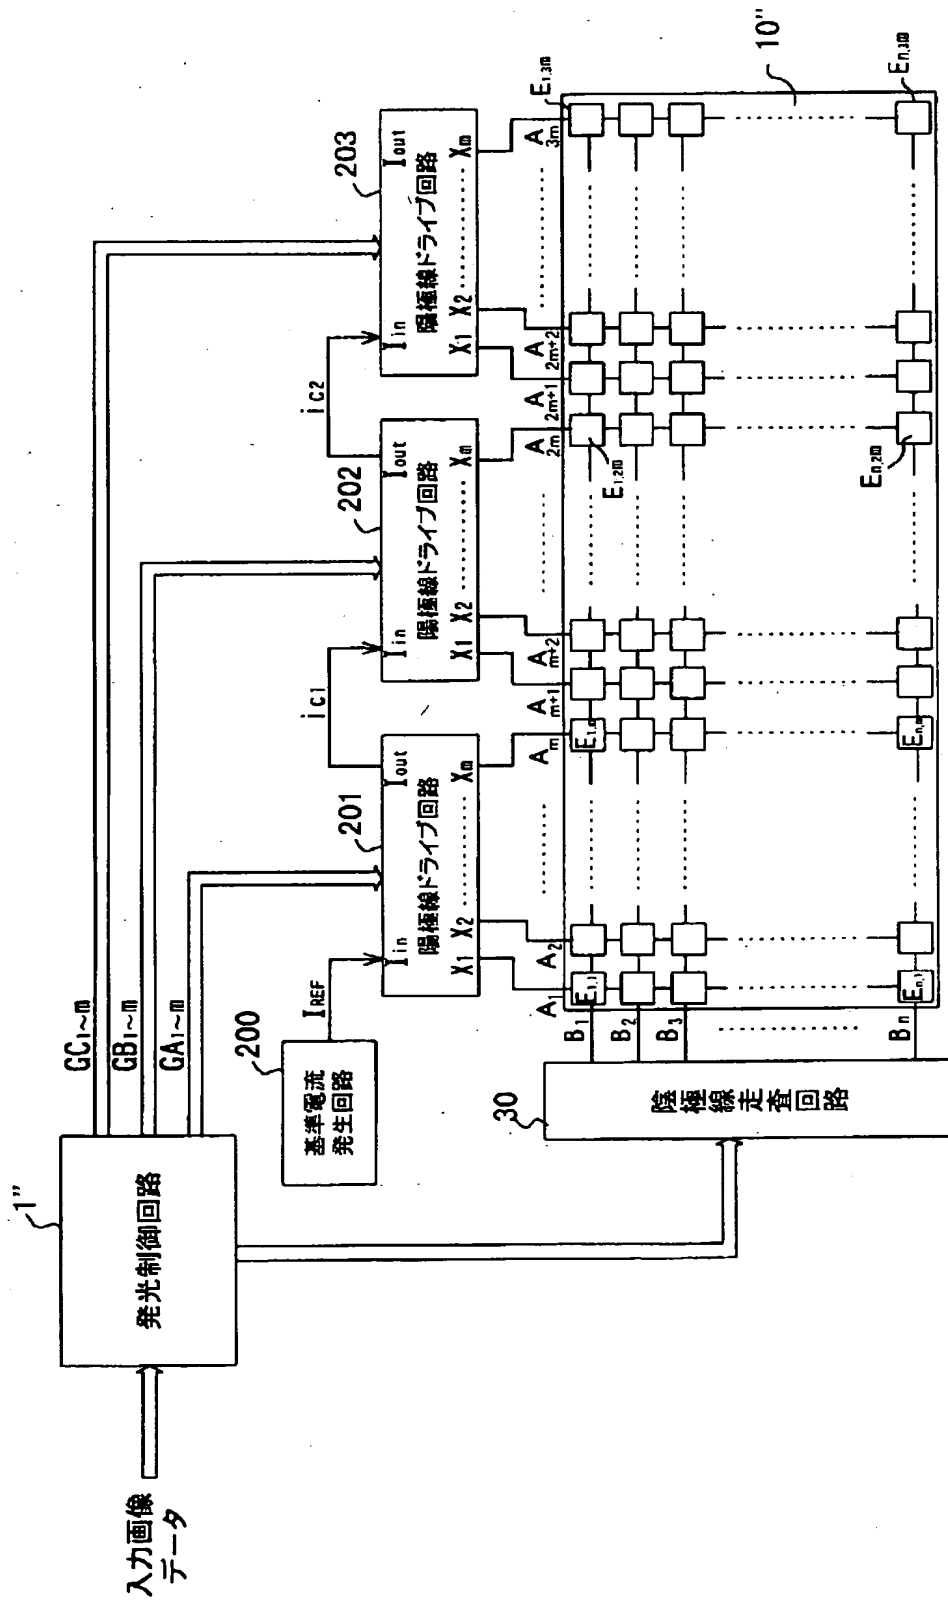 入力画像
データ
1"
発光制御回路
GC1~m
GB1~m
GA1~m
200
基準電流
発生回路
IREF
201
Iin
Iout
陽極線ドライブ回路
X1 X2 ········ Xm
iC1
202
Iin
Iout
陽極線ドライブ回路
X1 X2 ········ Xm
iC2
203
Iin
Iout
陽極線ドライブ回路
X1 X2 ········ Xm
A1
A2
Am
Am+1
Am+2
A2m
A2m+1
A2m+2
A3m
30
陰極線走査回路
B1
B2
B3
Bn
E1,1
E1,m
E1,2m
E1,3m
En,1
En,m
En,2m
En,3m
10"